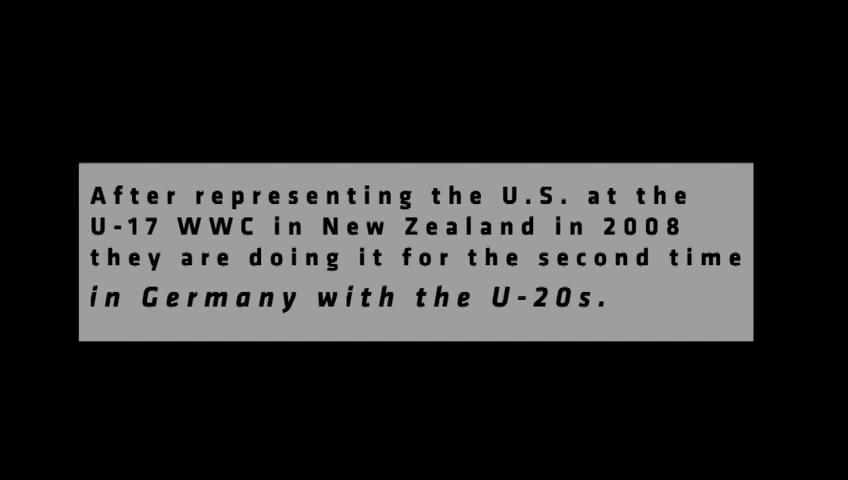 After representing the U.S. at the
U-17 WWC in New Zealand in 2008
they are doing it for the second time
in Germany with the U-20s.